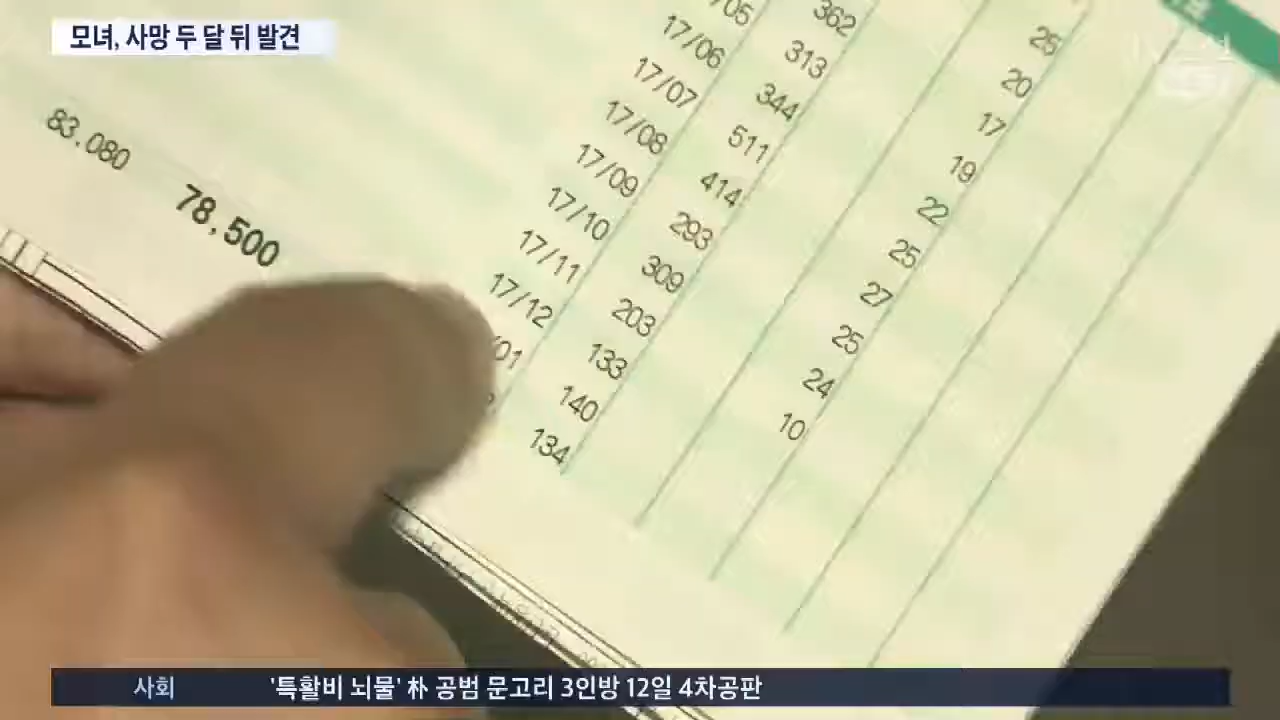 모녀, 사망 두 달 뒤 발견
362 17
/05 313 19
17/06 344 22
17/07 511 25
17/08 414 27
17/09 293 25
17/10 309 24
17/11 203 10
17/12 133
/01 140
134
25
20
83,080
78,500
사회 '특활비 뇌물' 朴 공범 문고리 3인방 12일 4차공판